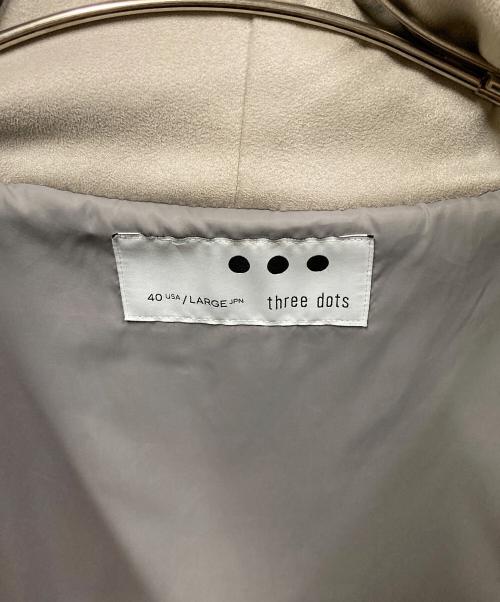 40 USA / LARGE JPN three dots